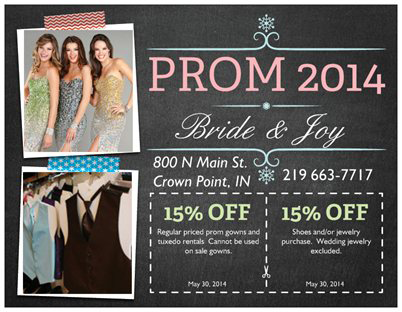 PROM 2014
Bride & Joy
800 N Main St.
Crown Point, IN
219 663-7717
15% OFF
Regular priced prom gowns and
tuxedo rentals Cannot be used
on sale gowns.
May 30, 2014
15% OFF
Shoes and/or jewelry
purchase. Wedding jewelry
excluded.
May 30, 2014